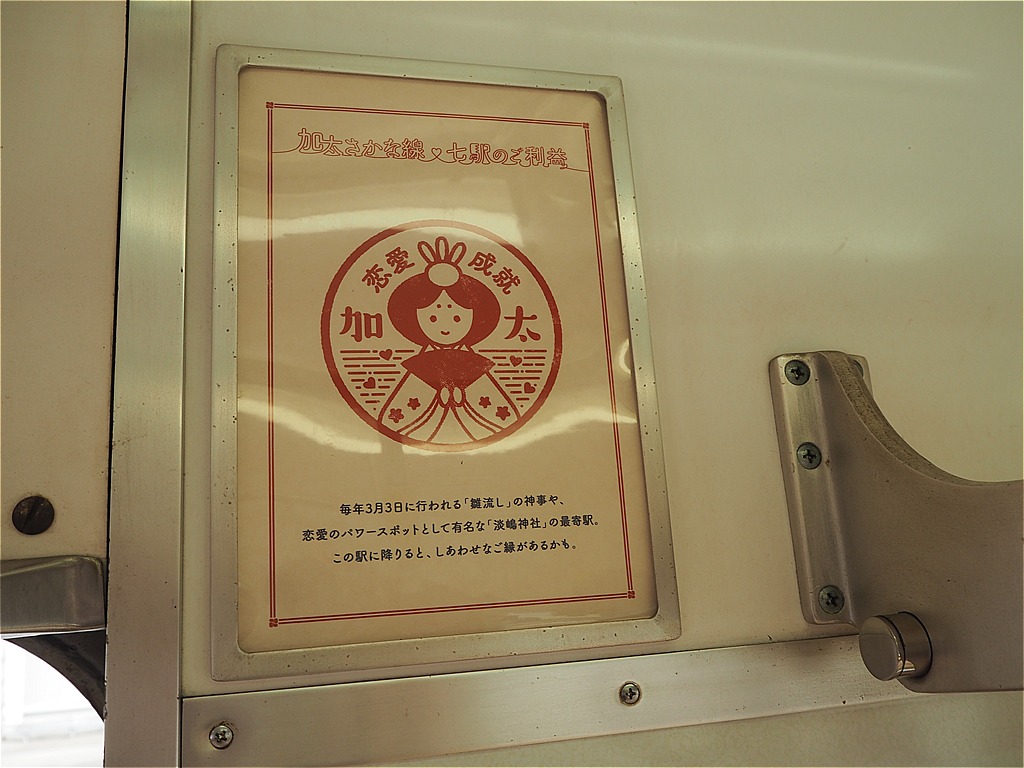 加太さかな線♡七駅のご利益
恋愛成就
加太
毎年3月3日に行われる「雛流し」の神事や、
恋愛のパワースポットとして有名な「淡嶋神社」の最寄駅。
この駅に降りると、しあわせなご縁があるかも。